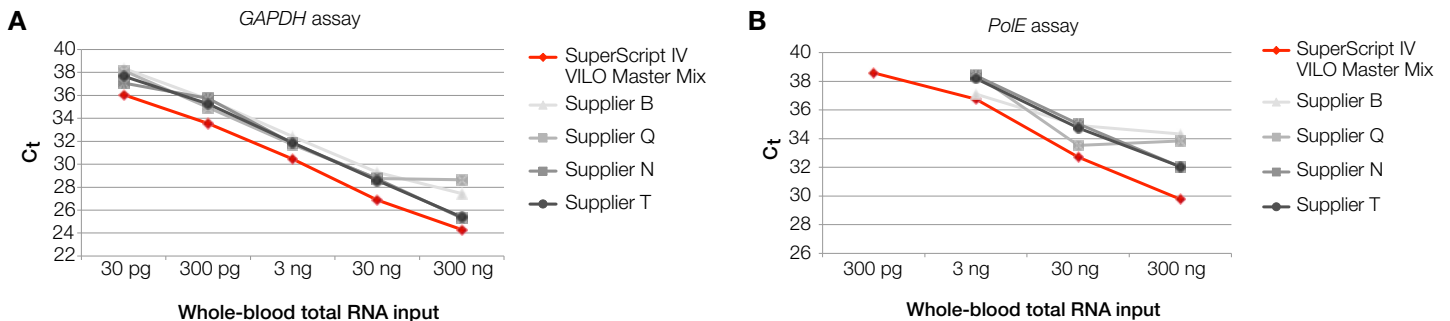 A
GAPDH assay
Ct
40
38
36
34
32
30
28
26
24
22
30 pg
300 pg
3 ng
30 ng
300 ng
Whole-blood total RNA input
SuperScript IV
VILO Master Mix
Supplier B
Supplier Q
Supplier N
Supplier T
B
PolE assay
Ct
40
38
36
34
32
30
28
26
300 pg
3 ng
30 ng
300 ng
Whole-blood total RNA input
SuperScript IV
VILO Master Mix
Supplier B
Supplier Q
Supplier N
Supplier T